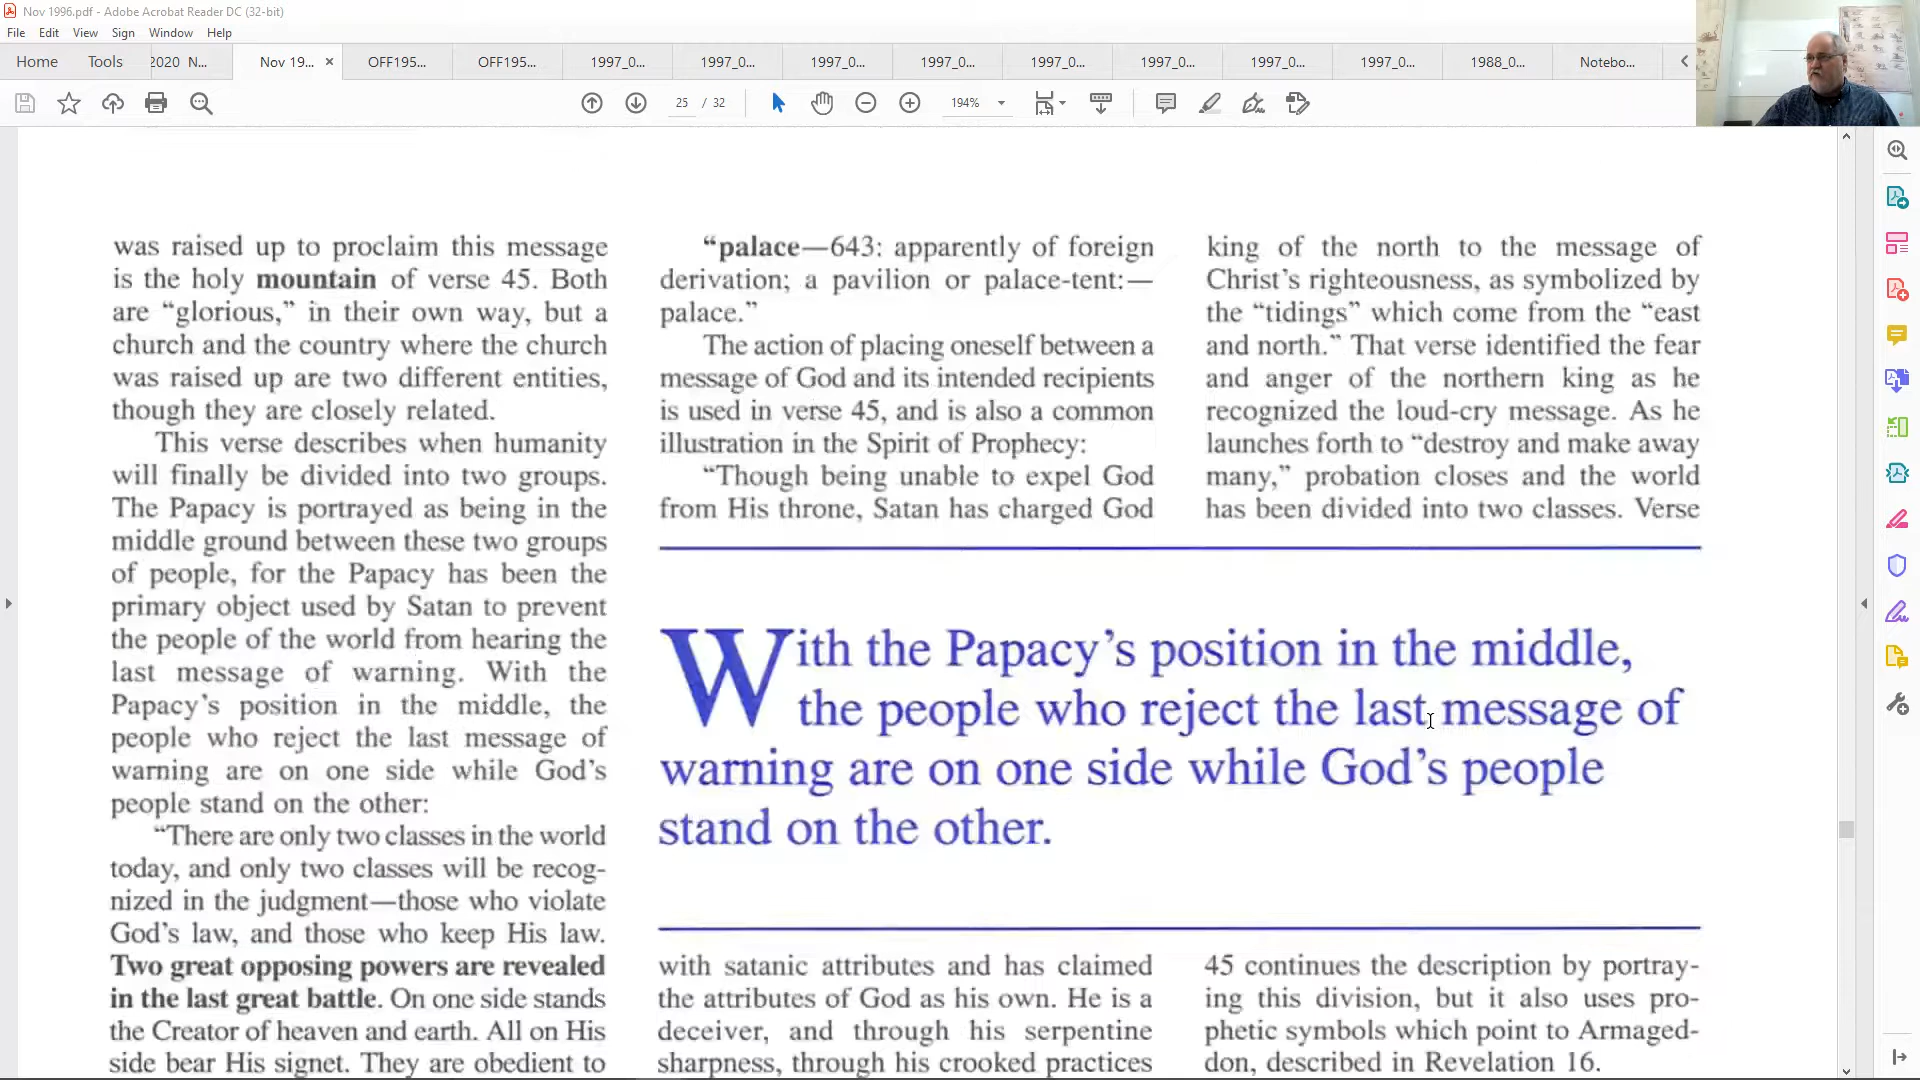 Nov 1996.pdf - Adobe Acrobat Reader DC (32-bit)
File Edit View Sign Window Help
Home Tools 2020 N... Nov 19... × OFF195... OFF195... 1997_0... 1997_0... 1997_0... 1997_0... 1997_0... 1997_0... 1997_0... 1997_0... 1988_0... Notebo...
25 / 32 194%
was raised up to proclaim this message
is the holy mountain of verse 45. Both
are “glorious,” in their own way, but a
church and the country where the church
was raised up are two different entities,
though they are closely related.
This verse describes when humanity
will finally be divided into two groups.
The Papacy is portrayed as being in the
middle ground between these two groups
of people, for the Papacy has been the
primary object used by Satan to prevent
the people of the world from hearing the
last message of warning. With the
Papacy’s position in the middle, the
people who reject the last message of
warning are on one side while God’s
people stand on the other:
“There are only two classes in the world
today, and only two classes will be recog-
nized in the judgment—those who violate
God’s law, and those who keep His law.
Two great opposing powers are revealed
in the last great battle. On one side stands
the Creator of heaven and earth. All on His
side bear His signet. They are obedient to
“palace—643: apparently of foreign
derivation; a pavilion or palace-tent:—
palace.”
The action of placing oneself between a
message of God and its intended recipients
is used in verse 45, and is also a common
illustration in the Spirit of Prophecy:
“Though being unable to expel God
from His throne, Satan has charged God
king of the north to the message of
Christ’s righteousness, as symbolized by
the “tidings” which come from the “east
and north.” That verse identified the fear
and anger of the northern king as he
recognized the loud-cry message. As he
launches forth to “destroy and make away
many,” probation closes and the world
has been divided into two classes. Verse
With the Papacy’s position in the middle,
the people who reject the last message of
warning are on one side while God’s people
stand on the other.
with satanic attributes and has claimed
the attributes of God as his own. He is a
deceiver, and through his serpentine
sharpness, through his crooked practices
45 continues the description by portray-
ing this division, but it also uses pro-
phetic symbols which point to Armaged-
don, described in Revelation 16.